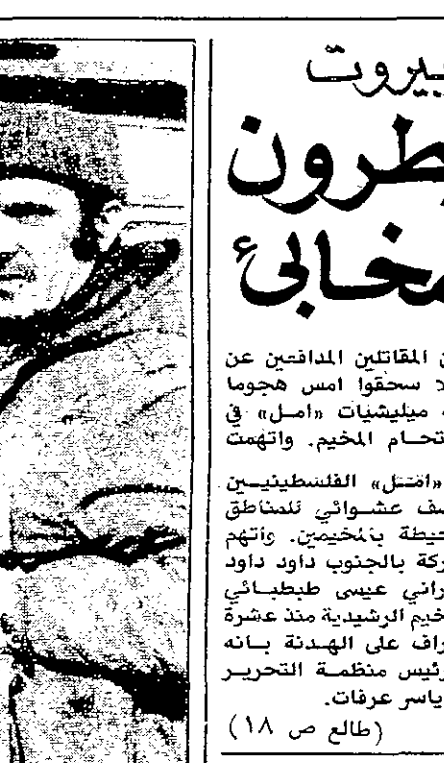 بيروت
طرون
مخابئ
المقاتلين المدافعين عن
سحقوا امس هجوما
ميليشيات «امل» في
تحام المخيم. واتهمت
«امل» الفلسطينيين
ف عشوائي للمناطق
حيطة بالمخيمين. واتهم
ركة بالجنوب داود داود
راني عيسى طبطبائي
خيم الرشيدية منذ عشرة
راف على الهدنة بانه
رئيس منظمة التحرير
ياسر عرفات.
(طالع ص ١٨)